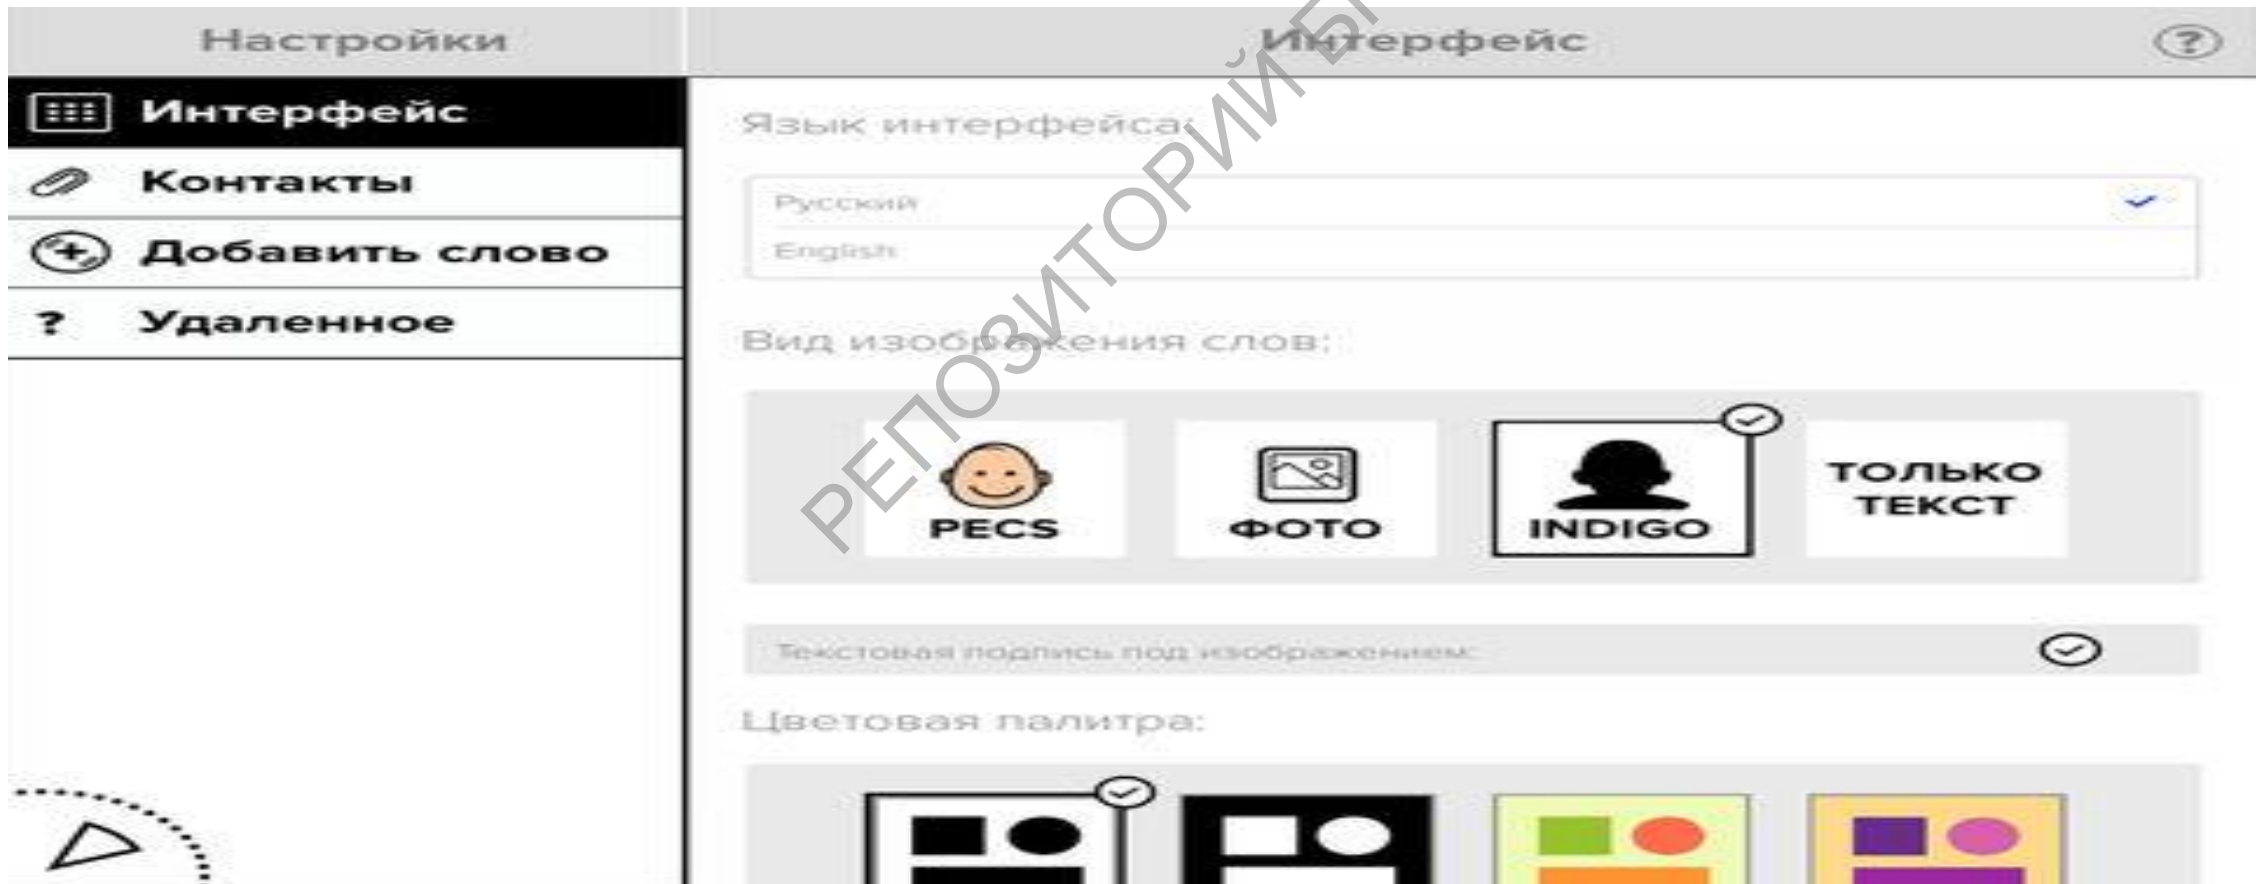 Настройки
Интерфейс
?
Интерфейс
Контакты
Добавить слово
? Удаленное
Язык интерфейса:
Русский
English
Вид изображения слов:
PECS
ФОТО
INDIGO
ТОЛЬКО
ТЕКСТ
Текстовая подпись под изображением:
Цветовая палитра:
РЕПОЗИТОРИЙ